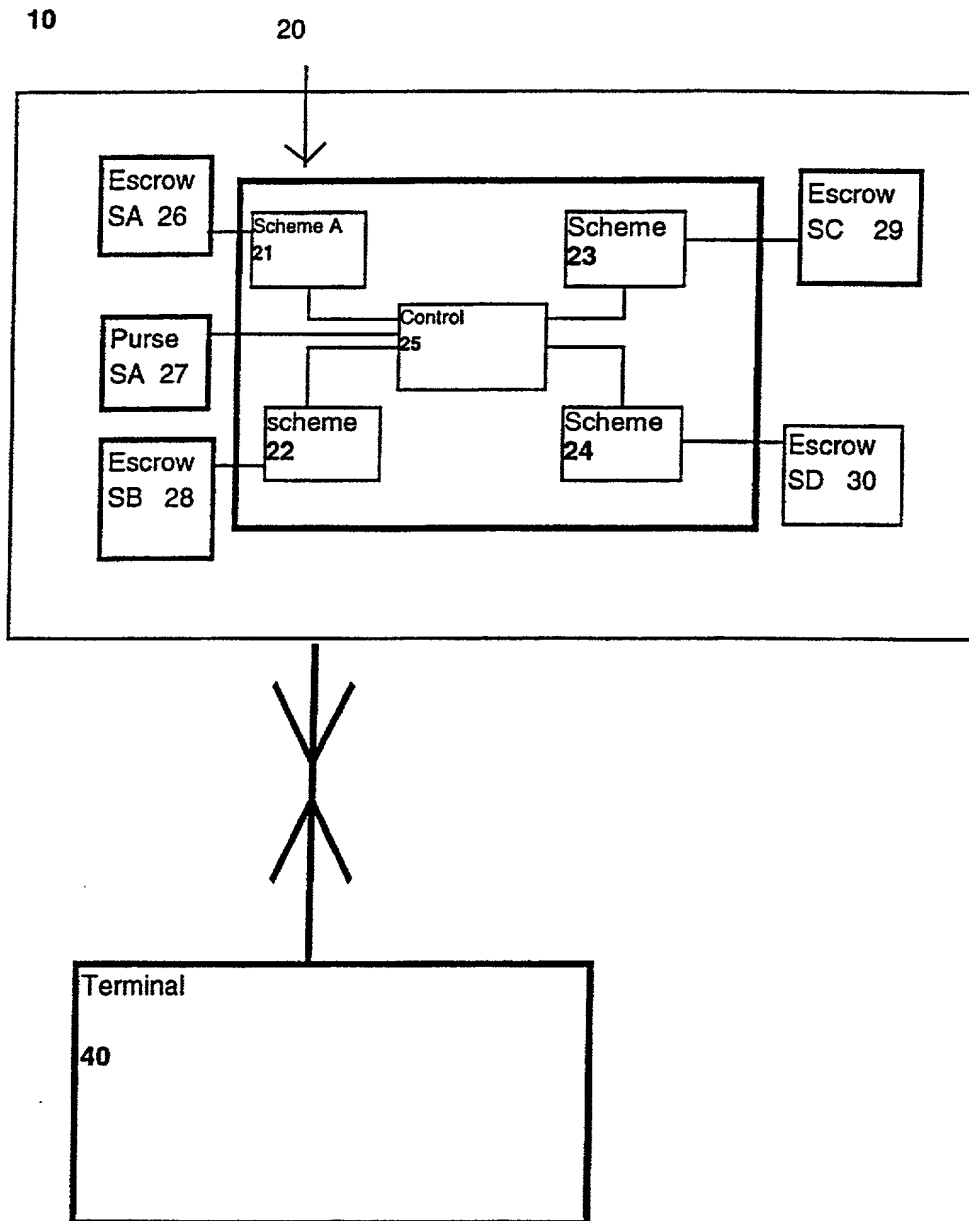 10
20
Escrow
SA 26
Scheme A
21
Scheme
23
Escrow
SC 29
Purse
SA 27
Control
25
Escrow
SB 28
scheme
22
Scheme
24
Escrow
SD 30
Terminal
40